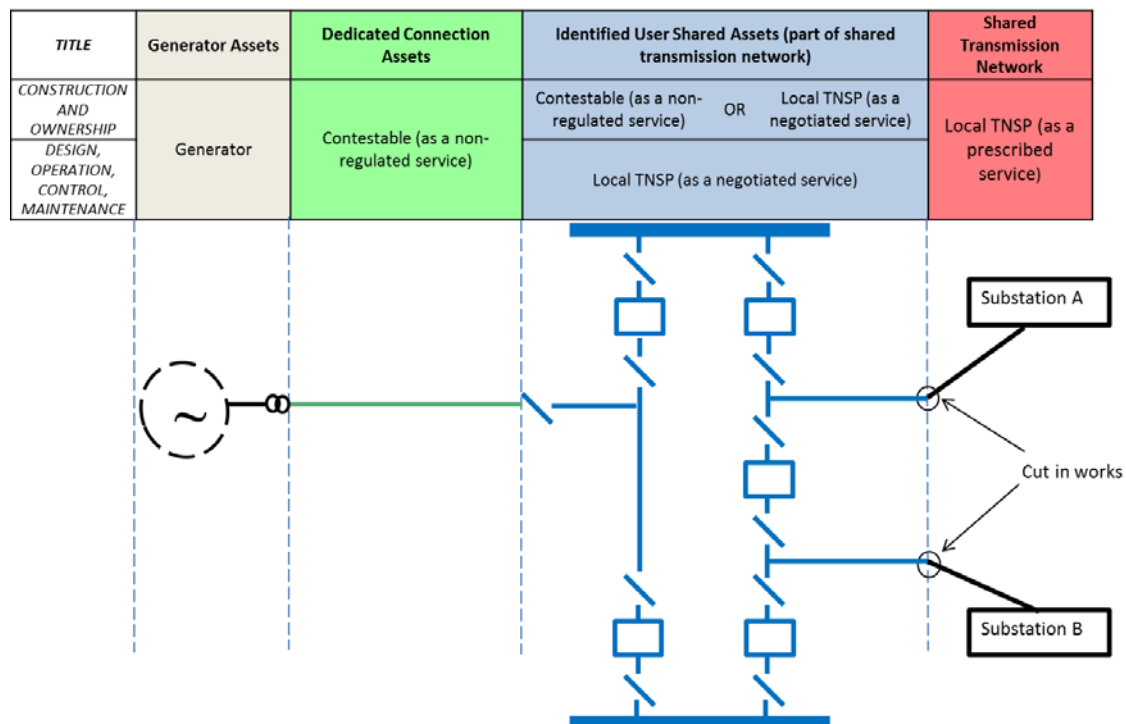 TITLE
Generator Assets
Dedicated Connection
Assets
Identified User Shared Assets (part of shared
transmission network)
Shared
Transmission
Network
CONSTRUCTION
AND
OWNERSHIP
Generator
Contestable (as a non-
regulated service)
Contestable (as a non-
regulated service)
OR
Local TNSP (as a
negotiated service)
Local TNSP (as a
prescribed
service)
DESIGN,
OPERATION,
CONTROL,
MAINTENANCE
Local TNSP (as a negotiated service)
Substation A
~
Cut in works
Substation B